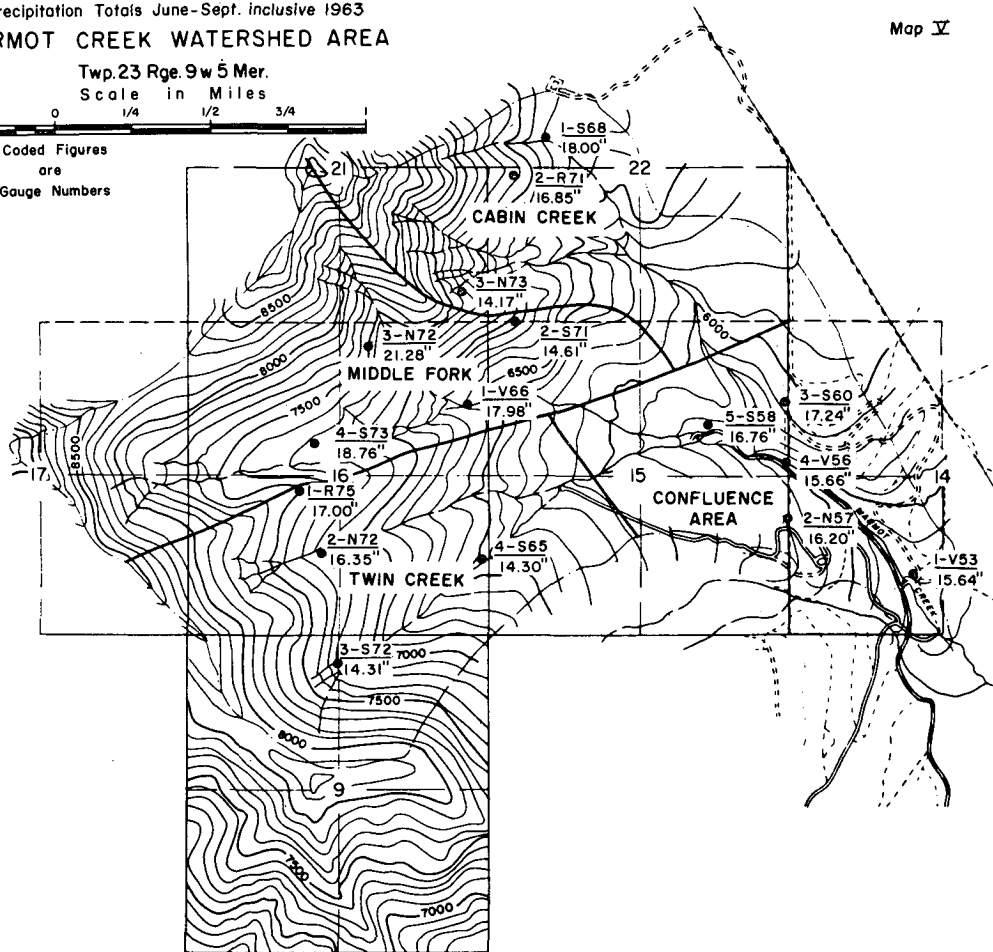 recipitation Totals June-Sept. inclusive 1963
RMOT CREEK WATERSHED AREA
Twp. 23 Rge. 9 w 5 Mer.
Scale in Miles
0 1/4 1/2 3/4 1
Coded Figures
are
Gauge Numbers
Map V
1-S68
18.00"
21
22
2-R71
16.85"
CABIN CREEK
3-N73
14.17"
8500
2-S71
14.61"
6000
3-N72
21.28"
8000
MIDDLE FORK
6500
1-V66
17.98"
3-S60
17.24"
7500
5-S58
16.76"
4-S73
18.76"
8500
4-V56
15.66"
17
16
15
14
1-R75
17.00"
CONFLUENCE
AREA
MARMOT
CREEK
2-N57
16.20"
2-N72
16.35"
4-S65
14.30"
1-V53
15.64"
TWIN CREEK
3-S72
14.31"
7000
7500
8000
9
7500
7000